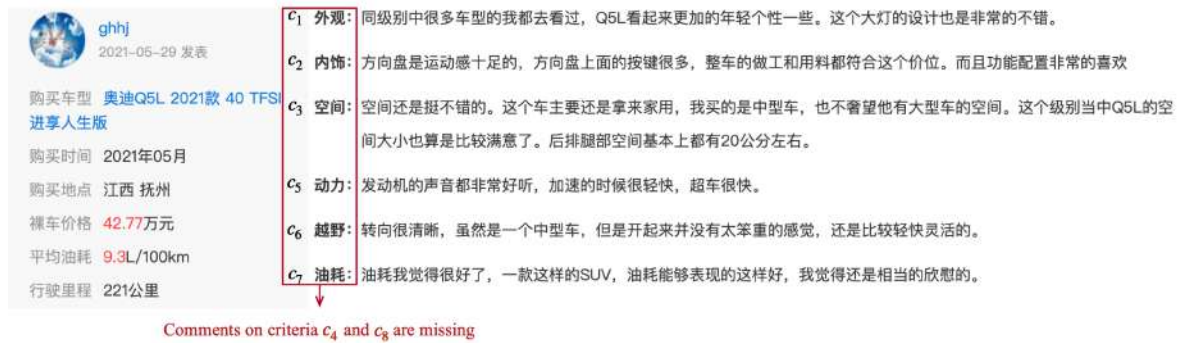 ghhj
2021-05-29 发表
购买车型 奥迪Q5L 2021款 40 TFSI
进享人生版
购买时间 2021年05月
购买地点 江西 抚州
裸车价格 42.77万元
平均油耗 9.3L/100km
行驶里程 221公里
c₁ 外观：同级别中很多车型的我都去看过，Q5L看起来更加的年轻个性一些。这个大灯的设计也是非常的不错。
c₂ 内饰：方向盘是运动感十足的，方向盘上面的按键很多，整车的做工和用料都符合这个价位。而且功能配置非常的喜欢
c₃ 空间：空间还是挺不错的。这个车主要还是拿来家用，我买的是中型车，也不奢望他有大型车的空间。这个级别当中Q5L的空
间大小也算是比较满意了。后排腿部空间基本上都有20公分左右。
c₅ 动力：发动机的声音都非常好听，加速的时候很轻快，超车很快。
c₆ 越野：转向很清晰，虽然是一个中型车，但是开起来并没有太笨重的感觉，还是比较轻快灵活的。
c₇ 油耗：油耗我觉得很好了，一款这样的SUV，油耗能够表现的这样好，我觉得还是相当的欣慰的。
Comments on criteria c₄ and c₈ are missing